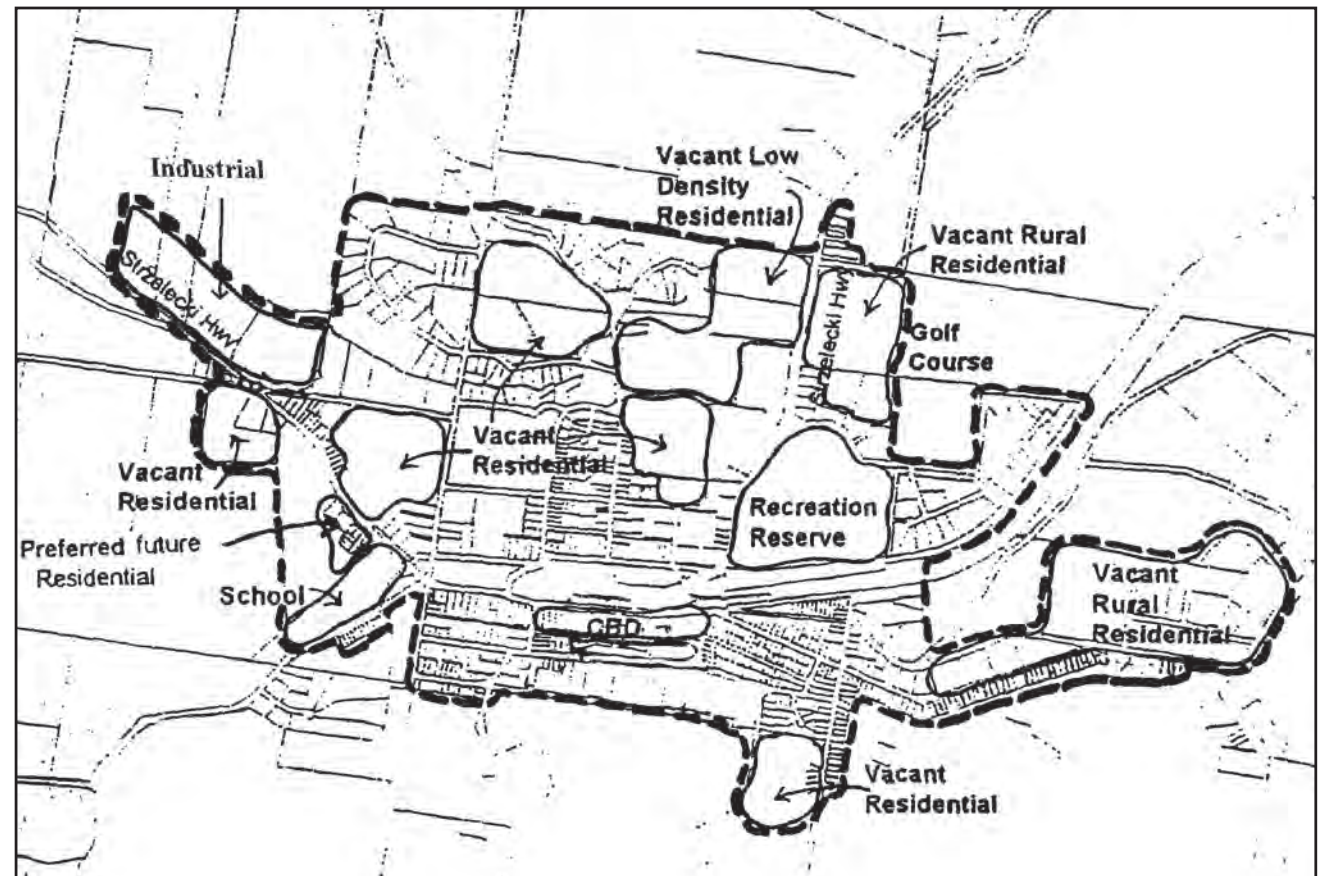 Industrial
Vacant Low
Density
Residential
Vacant Rural
Residential
Strzelecki Hwy
Strzelecki Hwy
Golf
Course
Vacant
Residential
Vacant
Residential
Recreation
Reserve
Preferred future
Residential
School
CBD
Vacant
Rural
Residential
Vacant
Residential